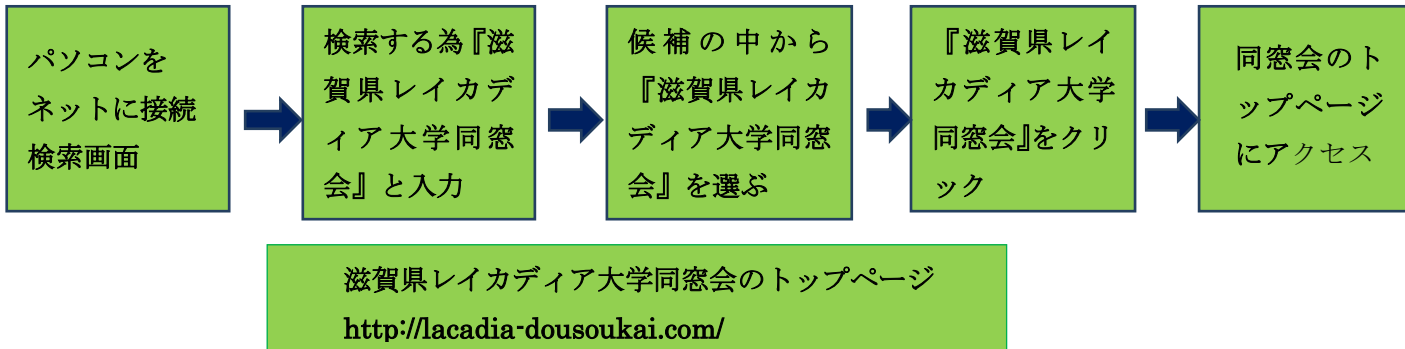 パソコンを
ネットに接続
検索画面
検索する為『滋
賀県レイカデ
ィア大学同窓
会』と入力
候補の中から
『滋賀県レイカ
ディア大学同窓
会』を選ぶ
『滋賀県レイ
カディア大学
同窓会』をクリ
ック
同窓会のト
ップページ
にアクセス
滋賀県レイカディア大学同窓会のトップページ
http://lacadia-dousoukai.com/